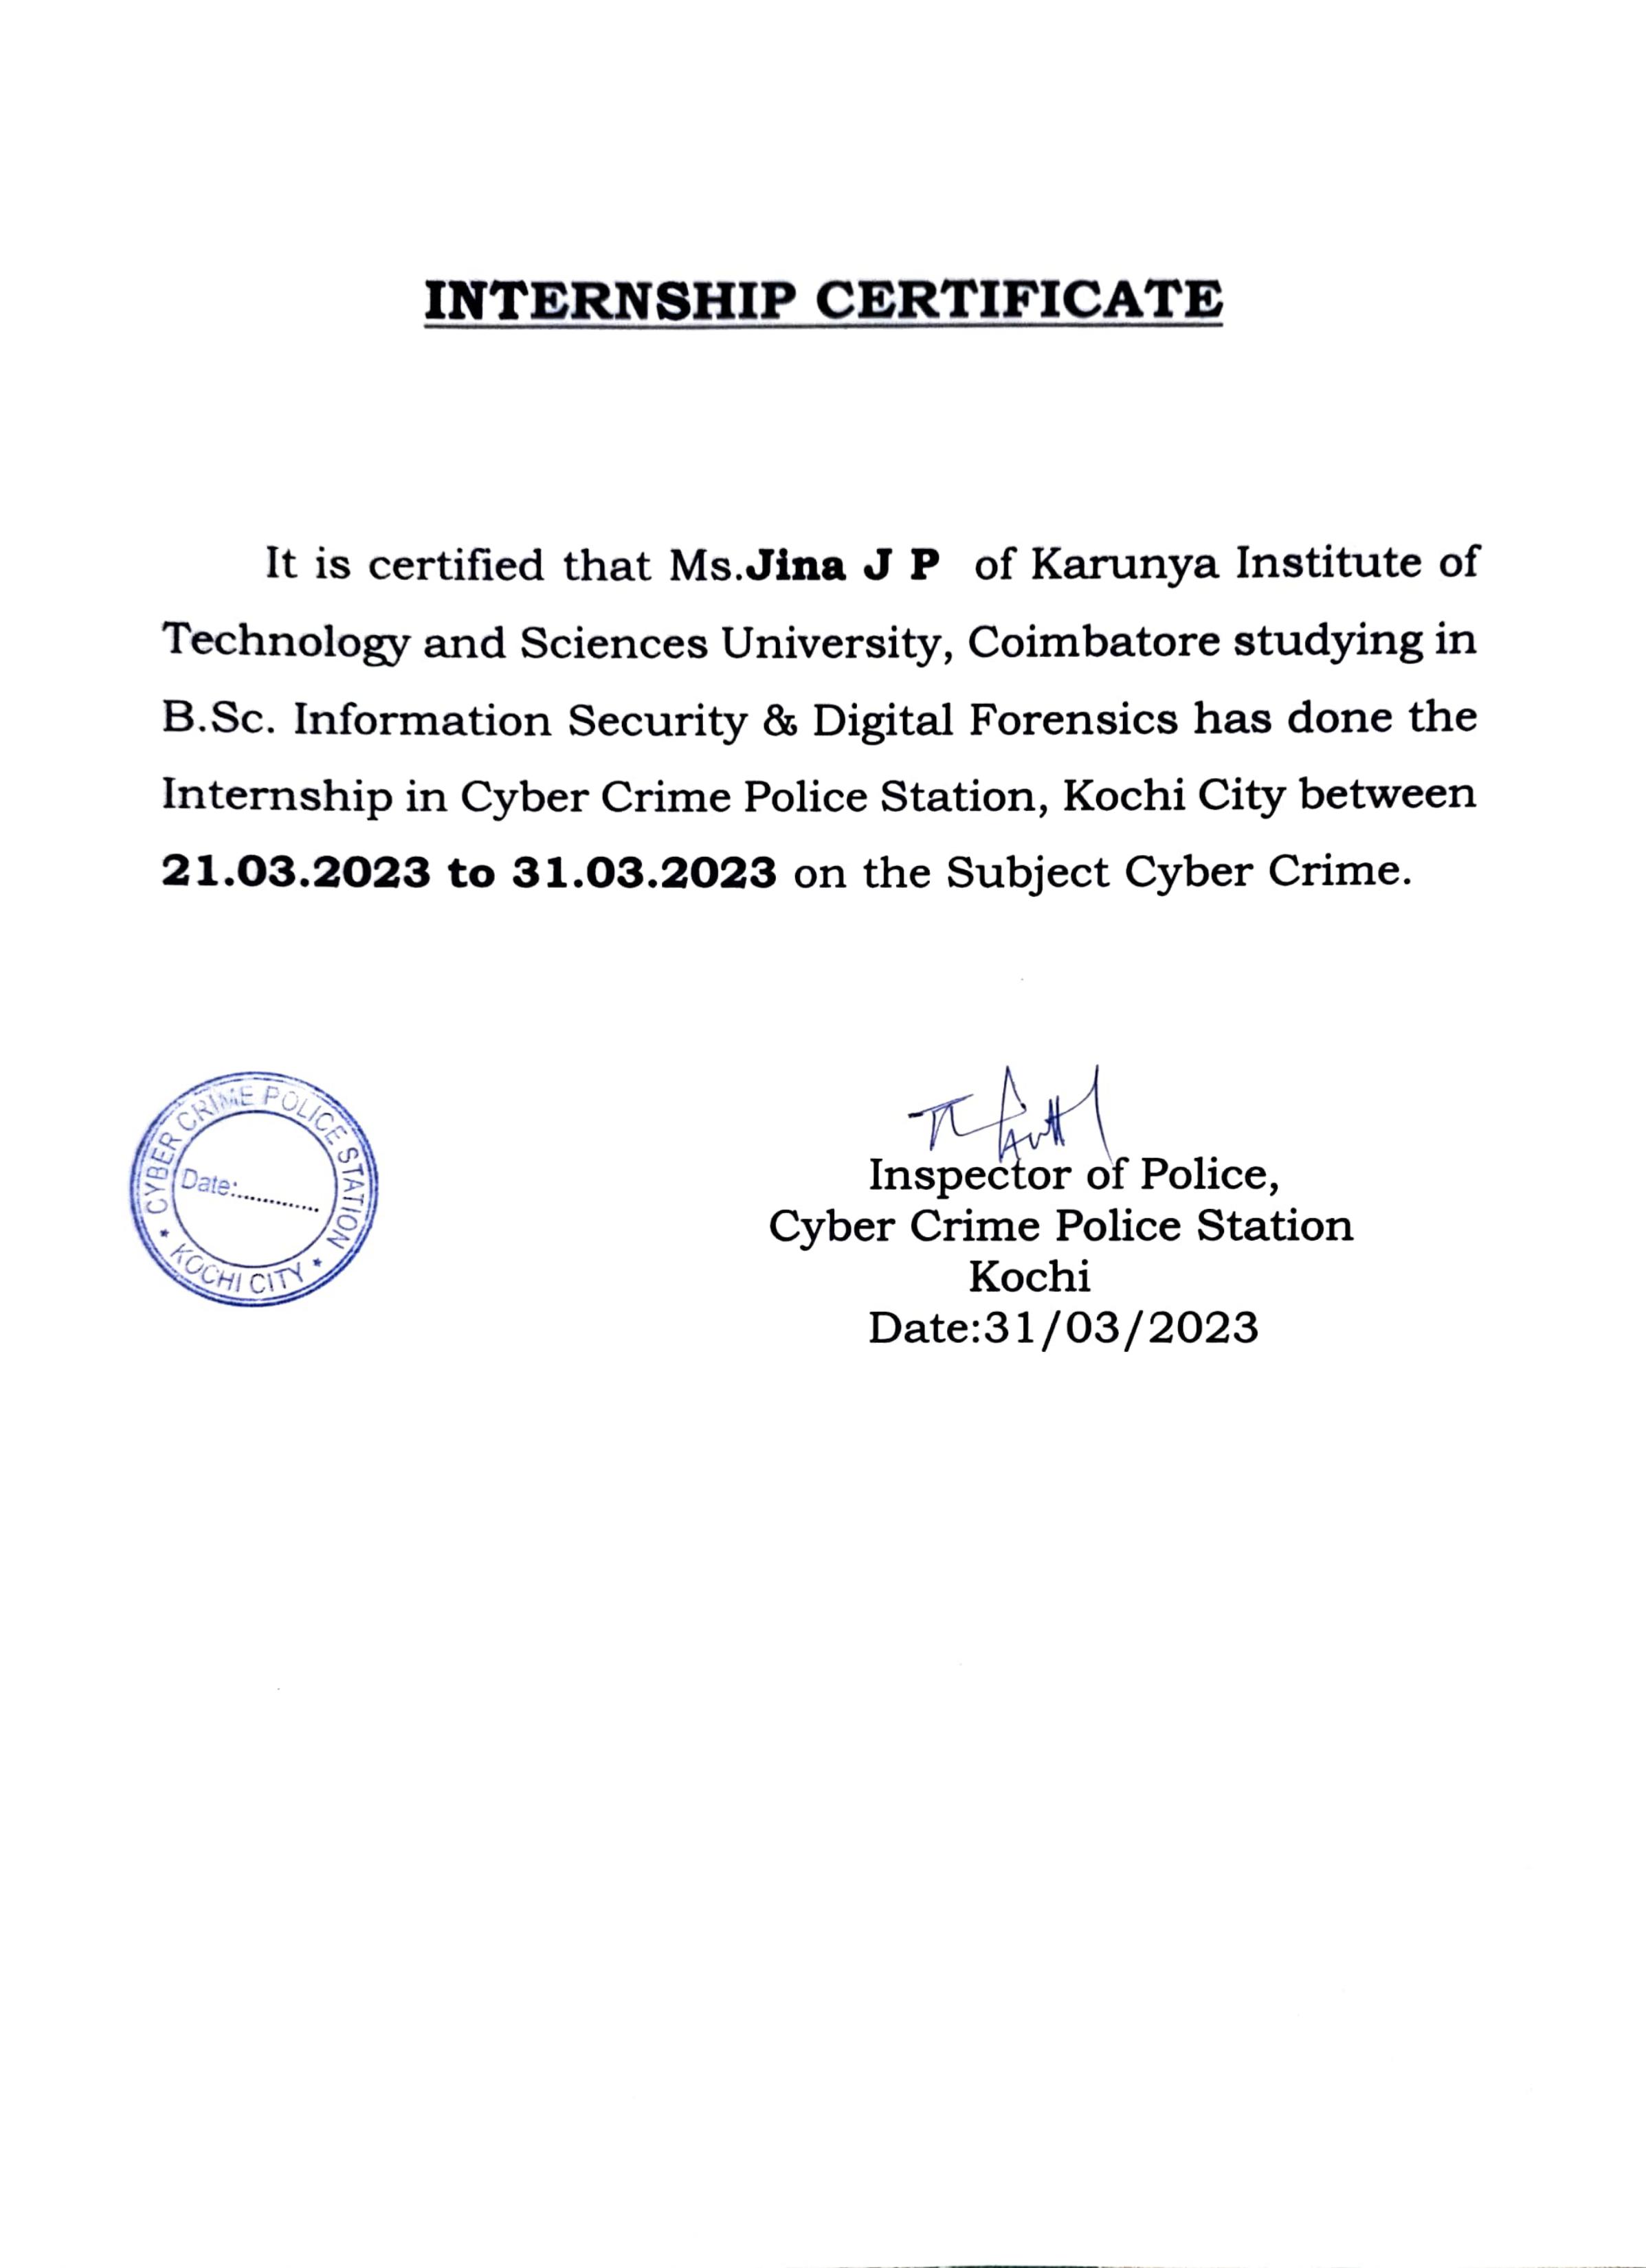 INTERNSHIP CERTIFICATE
It is certified that Ms.Jina J P of Karunya Institute of
Technology and Sciences University, Coimbatore studying in
B.Sc. Information Security & Digital Forensics has done the
Internship in Cyber Crime Police Station, Kochi City between
21.03.2023 to 31.03.2023 on the Subject Cyber Crime.
CYBER CRIME POLICE STATION
Date:............
★ KOCHI CITY ★
Inspector of Police,
Cyber Crime Police Station
Kochi
Date:31/03/2023